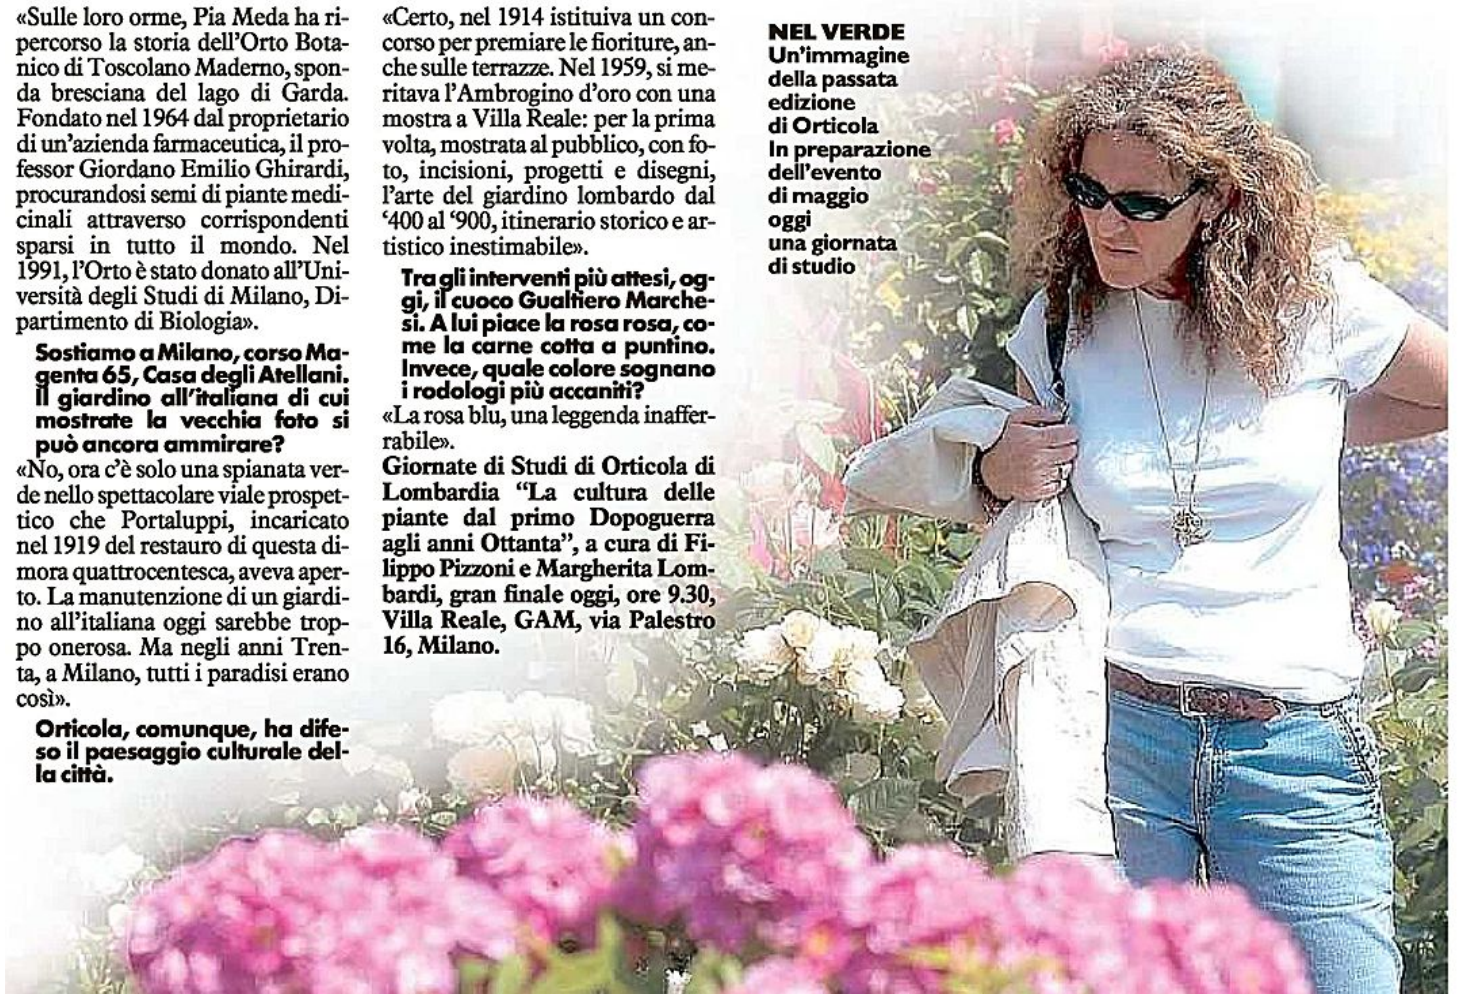 «Sulle loro orme, Pia Meda ha ri-
percorso la storia dell'Orto Bota-
nico di Toscolano Maderno, spon-
da bresciana del lago di Garda.
Fondato nel 1964 dal proprietario
di un'azienda farmaceutica, il pro-
fessor Giordano Emilio Ghirardi,
procurandosi semi di piante medi-
cinali attraverso corrispondenti
sparsi in tutto il mondo. Nel
1991, l'Orto è stato donato all'Uni-
versità degli Studi di Milano, Di-
partimento di Biologia».
Sostiamo a Milano, corso Ma-
genta 65, Casa degli Atellani.
Il giardino all'italiana di cui
mostrate la vecchia foto si
può ancora ammirare?
«No, ora c'è solo una spianata ver-
de nello spettacolare viale prospet-
tico che Portaluppi, incaricato
nel 1919 del restauro di questa di-
mora quattrocentesca, aveva aper-
to. La manutenzione di un giardi-
no all'italiana oggi sarebbe trop-
po onerosa. Ma negli anni Tren-
ta, a Milano, tutti i paradisi erano
così».
Orticola, comunque, ha dife-
so il paesaggio culturale del-
la città.
«Certo, nel 1914 istituiva un con-
corso per premiare le fioriture, an-
che sulle terrazze. Nel 1959, si me-
ritava l'Ambrogino d'oro con una
mostra a Villa Reale: per la prima
volta, mostrata al pubblico, con fo-
to, incisioni, progetti e disegni,
l'arte del giardino lombardo dal
'400 al '900, itinerario storico e ar-
tistico inestimabile».
Tra gli interventi più attesi, og-
gi, il cuoco Gualtiero Marche-
si. A lui piace la rosa rosa, co-
me la carne cotta a puntino.
Invece, quale colore sognano
i rodologi più accaniti?
«La rosa blu, una leggenda inaffer-
rabile».
Giornate di Studi di Orticola di
Lombardia “La cultura delle
piante dal primo Dopoguerra
agli anni Ottanta”, a cura di Fi-
lippo Pizzoni e Margherita Lom-
bardi, gran finale oggi, ore 9.30,
Villa Reale, GAM, via Palestro
16, Milano.
NEL VERDE
Un'immagine
della passata
edizione
di Orticola
In preparazione
dell'evento
di maggio
oggi
una giornata
di studio